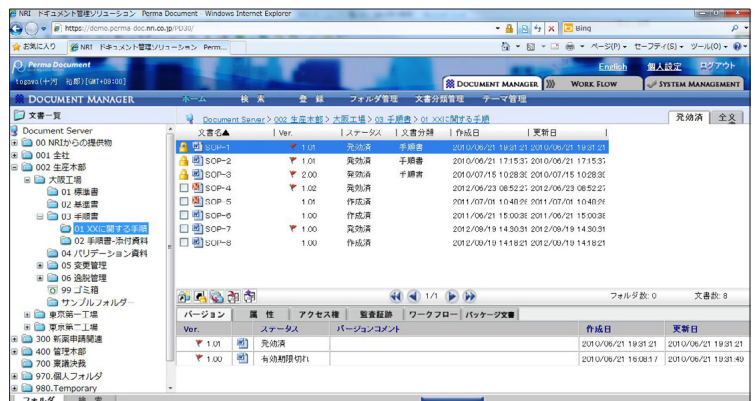 NRI ドキュメント管理ソリューション Perma Document - Windows Internet Explorer
https://demo.perma-doc.nri.co.jp/PD30/
Bing
お気に入り NRI ドキュメント管理ソリューション Perm...
ページ(P) セーフティ(S) ツール(O)
Perma Document
English 個人設定 ログアウト
[GMT+09:00]
DOCUMENT MANAGER WORK FLOW SYSTEM MANAGEMENT
DOCUMENT MANAGER ホーム 検 索 登 録 フォルダ管理 文書分類管理 テーマ管理
文書一覧
Document Server > 002 生産本部 > 大阪工場 > 03 手順書 > 01 XXに関する手順
発効済 全文
Document Server
00 NRIからの提供物
001 全社
002 生産本部
大阪工場
01 標準書
02 基準書
03 手順書
01 XXに関する手順
02 手順書-添付資料
04 バリデーション資料
05 変更管理
06 逸脱管理
99 ゴミ箱
サンプルフォルダー
東京第一工場
東京第二工場
300 新薬申請関連
400 管理本部
700 稟議決裁
970.個人フォルダ
980.Temporary
フォルダ 検 索
文書名▲ Ver. ステータス 文書分類 作成日 更新日
SOP-1 1.01 発効済 手順書 2010/06/21 19:31:21 2010/06/21 19:31:21
SOP-2 1.01 発効済 手順書 2010/06/21 17:15:37 2010/06/21 17:15:37
SOP-3 2.00 発効済 手順書 2010/07/15 10:28:35 2010/07/15 10:28:35
SOP-4 1.02 発効済 2012/06/23 08:52:27 2012/06/23 08:52:27
SOP-5 1.01 作成済 2011/07/01 10:48:26 2011/07/01 10:48:26
SOP-6 1.00 作成済 2011/06/21 15:00:38 2011/06/21 15:00:38
SOP-7 1.00 発効済 2012/09/19 14:30:31 2012/09/19 14:30:31
SOP-8 1.00 作成済 2012/09/19 14:18:21 2012/09/19 14:18:21
1/1 フォルダ数: 0 文書数: 8
バージョン 属 性 アクセス権 監査証跡 ワークフロー パッケージ文書
Ver. ステータス バージョンコメント 作成日 更新日
1.01 発効済 2010/06/21 19:31:21 2010/06/21 19:31:21
1.00 有効期限切れ 2010/06/21 16:08:17 2010/06/21 19:31:49